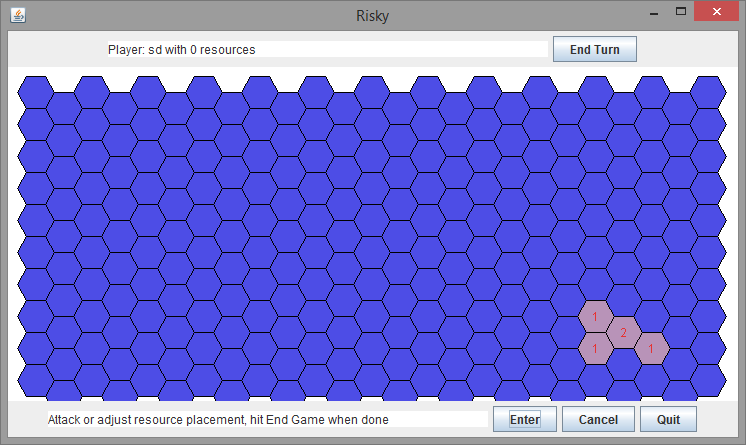 Risky
Player: sd with 0 resources
End Turn
1
2
1
1
Attack or adjust resource placement, hit End Game when done
Enter
Cancel
Quit